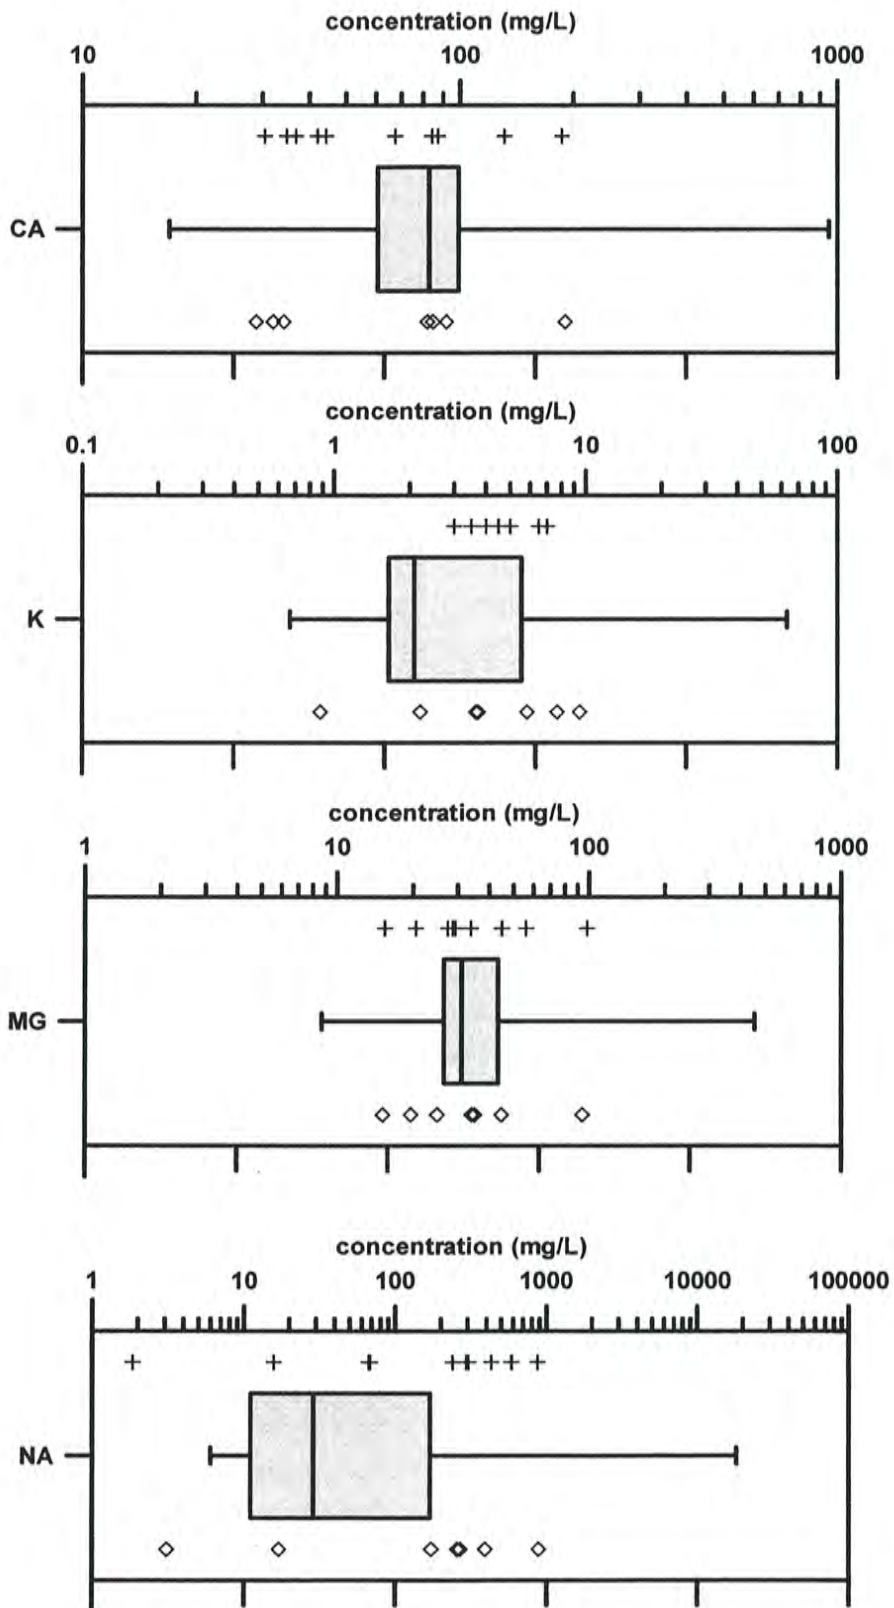 concentration (mg/L)
10 100 1000
CA
concentration (mg/L)
0.1 1 10 100
K
concentration (mg/L)
1 10 100 1000
MG
concentration (mg/L)
1 10 100 1000 10000 100000
NA